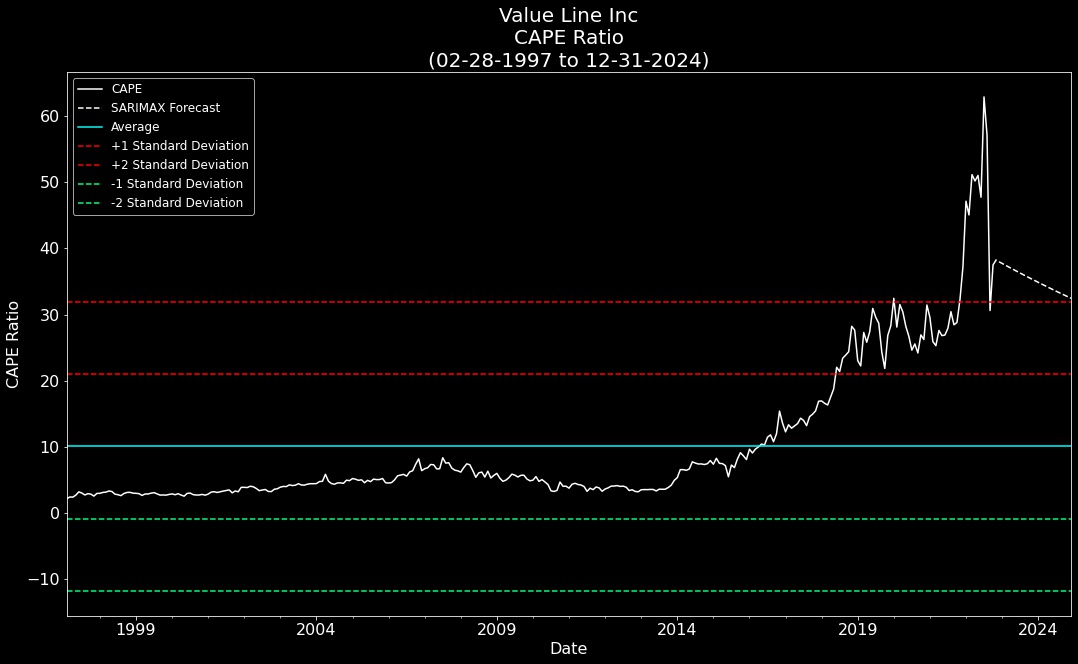 Value Line Inc
CAPE Ratio
(02-28-1997 to 12-31-2024)
CAPE
SARIMAX Forecast
Average
+1 Standard Deviation
+2 Standard Deviation
-1 Standard Deviation
-2 Standard Deviation
60
50
40
30
20
10
0
−10
CAPE Ratio
1999 2004 2009 2014 2019 2024
Date